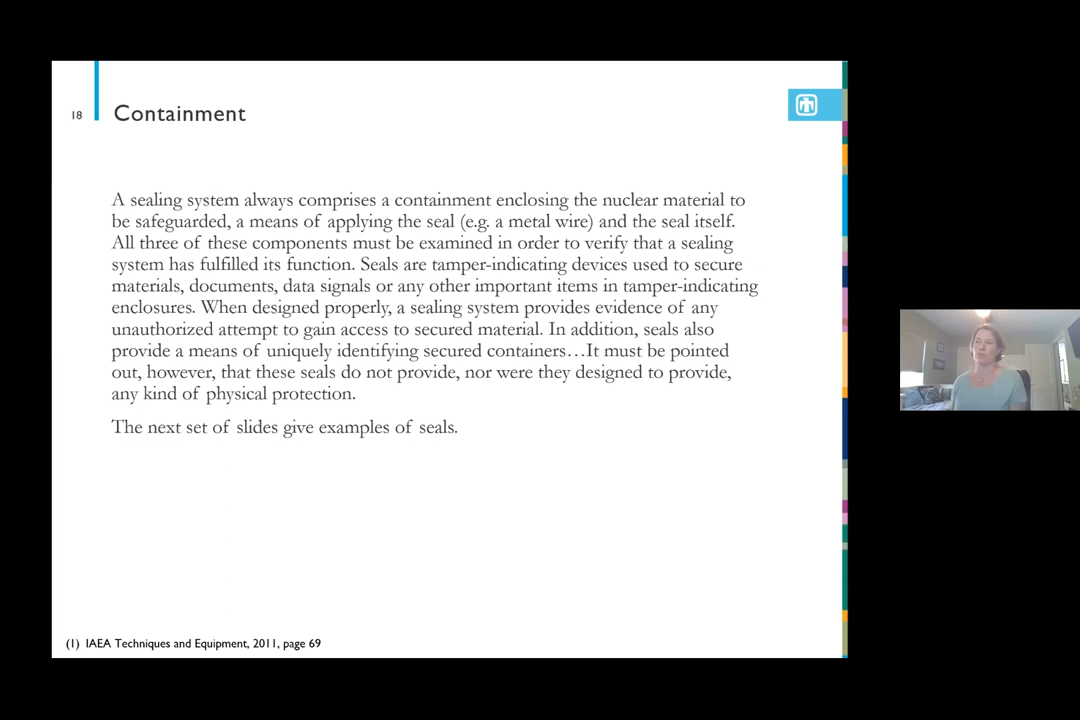 18
Containment
A sealing system always comprises a containment enclosing the nuclear material to
be safeguarded, a means of applying the seal (e.g. a metal wire) and the seal itself.
All three of these components must be examined in order to verify that a sealing
system has fulfilled its function. Seals are tamper-indicating devices used to secure
materials, documents, data signals or any other important items in tamper-indicating
enclosures. When designed properly, a sealing system provides evidence of any
unauthorized attempt to gain access to secured material. In addition, seals also
provide a means of uniquely identifying secured containers…It must be pointed
out, however, that these seals do not provide, nor were they designed to provide,
any kind of physical protection.
The next set of slides give examples of seals.
(1) IAEA Techniques and Equipment, 2011, page 69